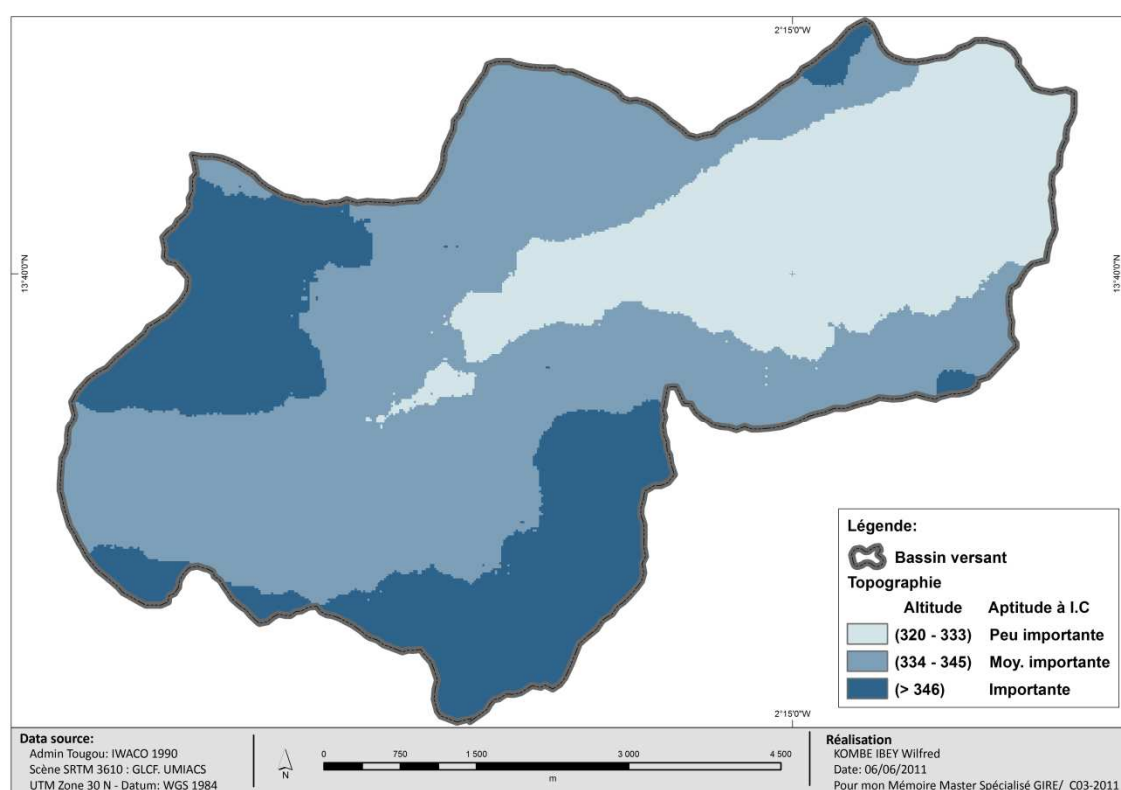 2°15'0"W
13°40'0"N
13°40'0"N
Légende:
Bassin versant
Topographie
Altitude Aptitude à I.C
(320 - 333) Peu importante
(334 - 345) Moy. importante
(> 346) Importante
2°15'0"W
Data source:
Admin Tougou: IWACO 1990
Scène SRTM 3610 : GLCF. UMIACS
UTM Zone 30 N - Datum: WGS 1984
N
0 750 1 500 3 000 4 500
m
Réalisation
KOMBE IBEY Wilfred
Date: 06/06/2011
Pour mon Mémoire Master Spécialisé GIRE/ C03-2011